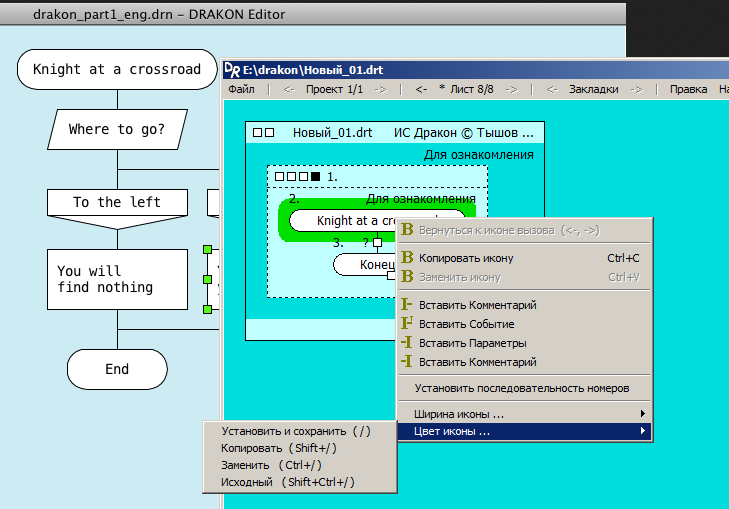 drakon_part1_eng.drn - DRAKON Editor
Knight at a crossroad
Where to go?
To the left
You will
find nothing
End
DR E:\drakon\Новый_01.drt
Файл | <- Проект 1/1 -> | <- * Лист 8/8 -> | <- Закладки -> | Правка На
Новый_01.drt ИС Дракон © Тышов ...
Для ознакомления
1.
2. Для ознакомления
Knight at a cr
3. ?
Конец
Вернуться к иконе вызова (<-, ->)
Копировать икону Ctrl+C
Заменить икону Ctrl+V
Вставить Комментарий
Вставить Событие
Вставить Параметры
Вставить Комментарий
Установить последовательность номеров
Ширина иконы ...
Цвет иконы ...
Установить и сохранить (/)
Копировать (Shift+/)
Заменить (Ctrl+/)
Исходный (Shift+Ctrl+/)